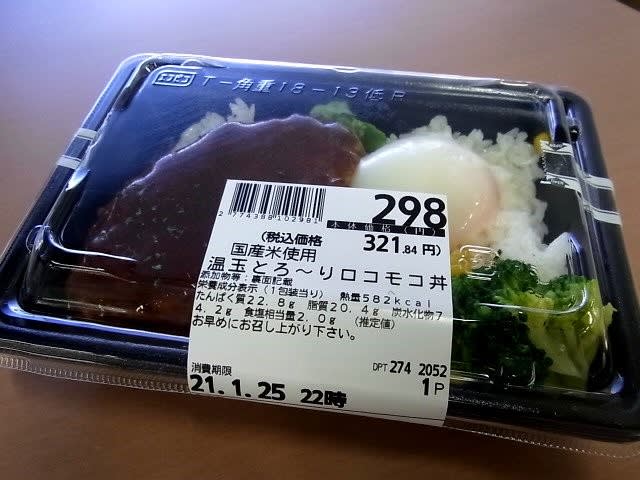 T-角重18-13低P
2774388102981
298
本体価格(円)
(税込価格 321.84円)
国産米使用
温玉とろ〜りロコモコ丼
添加物等:裏面記載
栄養成分表示(1包装当り) 熱量582kcal
たんぱく質22.8g 脂質20.4g 炭水化物7
4.2g 食塩相当量2.0g (推定値)
お早めにお召し上がり下さい。
消費期限
DPT 274 2052
21.1.25 22時
1P